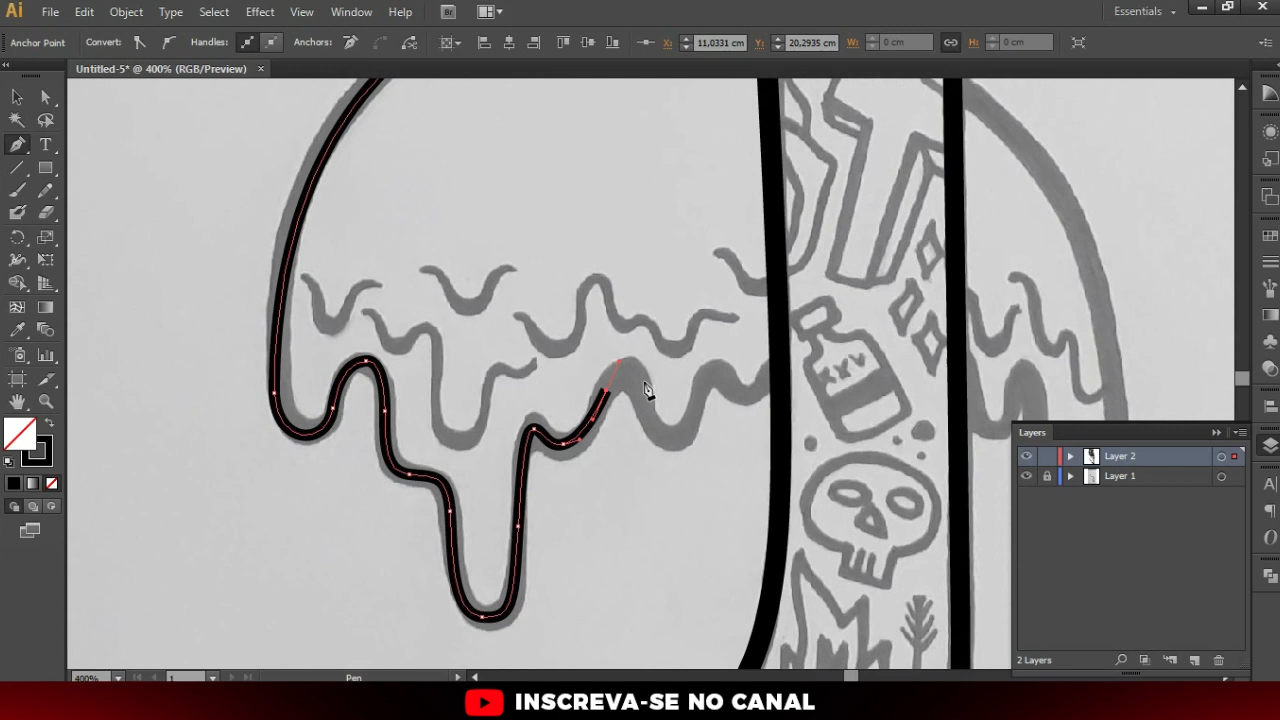 Ai File Edit Object Type Select Effect View Window Help Br Essentials
Anchor Point Convert: Handles: Anchors: X: 11,0331 cm Y: 20,2935 cm W: 0 cm H: 0 cm
Untitled-5* @ 400% (RGB/Preview) ×
XXV
Layers
Layer 2
Layer 1
2 Layers
400% 1 Pen
INSCREVA-SE NO CANAL